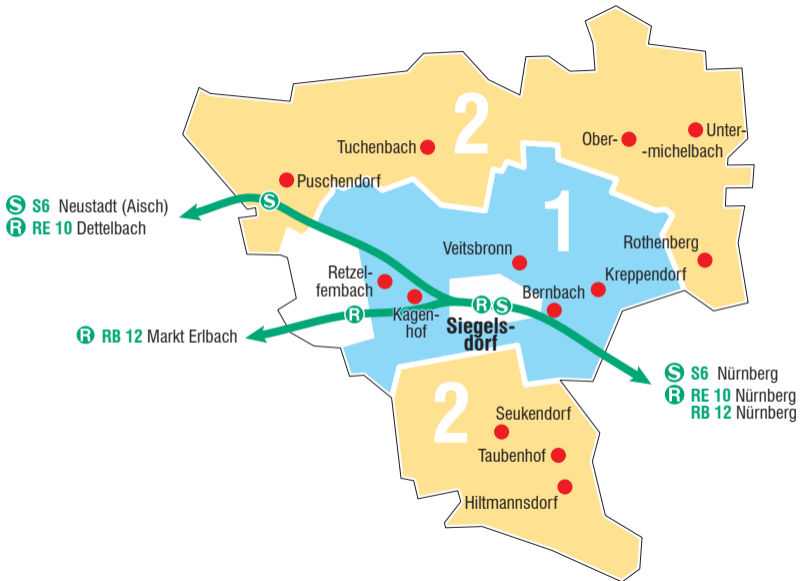 2
Tuchenbach
Ober-
Unter-
-michelbach
Puschendorf
S
S S6 Neustadt (Aisch)
R RE 10 Dettelbach
1
Veitsbronn
Rothenberg
Kreppendorf
Retzel-
fembach
Bernbach
Kagen-
hof
R S
Siegels-
dorf
R
R RB 12 Markt Erlbach
S S6 Nürnberg
R RE 10 Nürnberg
RB 12 Nürnberg
2
Seukendorf
Taubenhof
Hiltmannsdorf